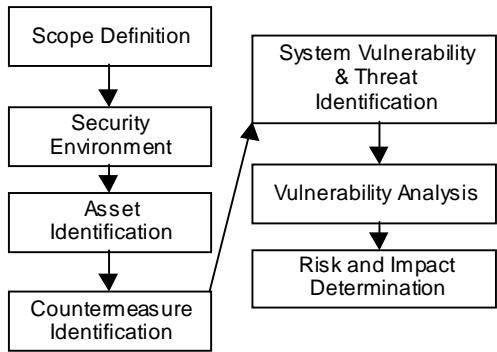 Scope Definition
Security
Environment
Asset
Identification
Countermeasure
Identification
System Vulnerability
& Threat
Identification
Vulnerability Analysis
Risk and Impact
Determination